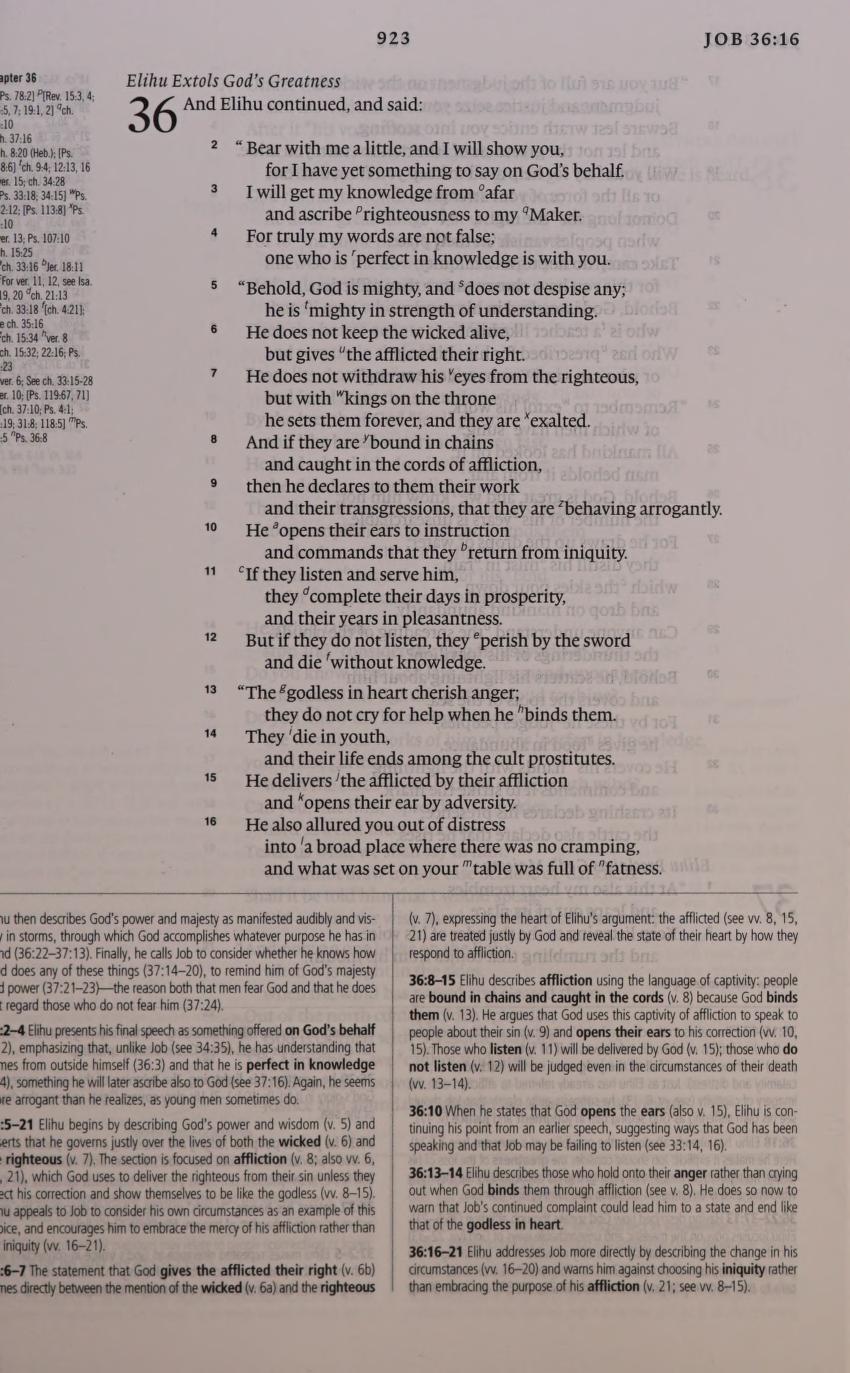 923
JOB 36:16
apter 36
Ps. 78:2] ᵖ[Rev. 15:3, 4;
:5, 7; 19:1, 2] ᑫch.
:10
h. 37:16
h. 8:20 (Heb.); [Ps.
8:6] ᵗch. 9:4; 12:13, 16
er. 15; ch. 34:28
Ps. 33:18; 34:15] ʷPs.
2:12; [Ps. 113:8] ˣPs.
:10
er. 13; Ps. 107:10
h. 15:25
ch. 33:16 ᵇJer. 18:11
For ver. 11, 12, see Isa.
19, 20 ᵈch. 21:13
ch. 33:18 ᶠ[ch. 4:21];
e ch. 35:16
ch. 15:34 ʰver. 8
ch. 15:32; 22:16; Ps.
:23
ver. 6; See ch. 33:15-28
er. 10; [Ps. 119:67, 71]
[ch. 37:10; Ps. 4:1;
:19; 31:8; 118:5] ᵐPs.
:5 ⁿPs. 36:8
Elihu Extols God's Greatness
36 And Elihu continued, and said:
2 “Bear with me a little, and I will show you,
for I have yet something to say on God's behalf.
3 I will get my knowledge from ᵒafar
and ascribe ᵖrighteousness to my ᑫMaker.
4 For truly my words are not false;
one who is ʳperfect in knowledge is with you.
5 “Behold, God is mighty, and ˢdoes not despise any;
he is ᵗmighty in strength of understanding.
6 He does not keep the wicked alive,
but gives ᵘthe afflicted their right.
7 He does not withdraw his ᵛeyes from the righteous,
but with ʷkings on the throne
he sets them forever, and they are ˣexalted.
8 And if they are ʸbound in chains
and caught in the cords of affliction,
9 then he declares to them their work
and their transgressions, that they are ᶻbehaving arrogantly.
10 He ᵃopens their ears to instruction
and commands that they ᵇreturn from iniquity.
11 ᶜIf they listen and serve him,
they ᵈcomplete their days in prosperity,
and their years in pleasantness.
12 But if they do not listen, they ᵉperish by the sword
and die ᶠwithout knowledge.
13 “The ᵍgodless in heart cherish anger;
they do not cry for help when he ʰbinds them.
14 They ⁱdie in youth,
and their life ends among the cult prostitutes.
15 He delivers ʲthe afflicted by their affliction
and ᵏopens their ear by adversity.
16 He also allured you out of distress
into ˡa broad place where there was no cramping,
and what was set on your ᵐtable was full of ⁿfatness.
u then describes God's power and majesty as manifested audibly and vis-
in storms, through which God accomplishes whatever purpose he has in
nd (36:22–37:13). Finally, he calls Job to consider whether he knows how
d does any of these things (37:14–20), to remind him of God's majesty
d power (37:21–23)—the reason both that men fear God and that he does
t regard those who do not fear him (37:24).
:2–4 Elihu presents his final speech as something offered on God's behalf
2), emphasizing that, unlike Job (see 34:35), he has understanding that
mes from outside himself (36:3) and that he is perfect in knowledge
4), something he will later ascribe also to God (see 37:16). Again, he seems
re arrogant than he realizes, as young men sometimes do.
:5–21 Elihu begins by describing God's power and wisdom (v. 5) and
erts that he governs justly over the lives of both the wicked (v. 6) and
righteous (v. 7). The section is focused on affliction (v. 8; also vv. 6,
, 21), which God uses to deliver the righteous from their sin unless they
ect his correction and show themselves to be like the godless (vv. 8–15).
u appeals to Job to consider his own circumstances as an example of this
oice, and encourages him to embrace the mercy of his affliction rather than
iniquity (vv. 16–21).
:6–7 The statement that God gives the afflicted their right (v. 6b)
mes directly between the mention of the wicked (v. 6a) and the righteous
(v. 7), expressing the heart of Elihu's argument: the afflicted (see vv. 8, 15,
21) are treated justly by God and reveal the state of their heart by how they
respond to affliction.
36:8–15 Elihu describes affliction using the language of captivity: people
are bound in chains and caught in the cords (v. 8) because God binds
them (v. 13). He argues that God uses this captivity of affliction to speak to
people about their sin (v. 9) and opens their ears to his correction (vv. 10,
15). Those who listen (v. 11) will be delivered by God (v. 15); those who do
not listen (v. 12) will be judged even in the circumstances of their death
(vv. 13–14).
36:10 When he states that God opens the ears (also v. 15), Elihu is con-
tinuing his point from an earlier speech, suggesting ways that God has been
speaking and that Job may be failing to listen (see 33:14, 16).
36:13–14 Elihu describes those who hold onto their anger rather than crying
out when God binds them through affliction (see v. 8). He does so now to
warn that Job's continued complaint could lead him to a state and end like
that of the godless in heart.
36:16–21 Elihu addresses Job more directly by describing the change in his
circumstances (vv. 16–20) and warns him against choosing his iniquity rather
than embracing the purpose of his affliction (v. 21; see vv. 8–15).